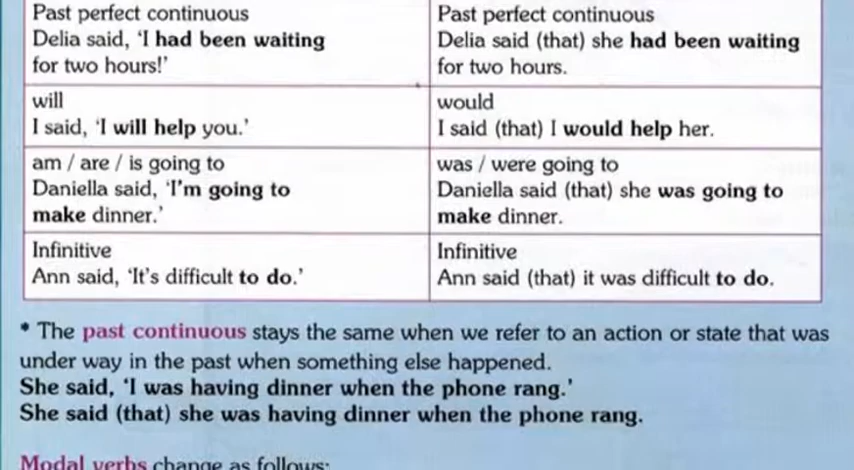 Past perfect continuous
Delia said, ‘I had been waiting
for two hours!’
Past perfect continuous
Delia said (that) she had been waiting
for two hours.
will
I said, ‘I will help you.’
would
I said (that) I would help her.
am / are / is going to
Daniella said, ‘I’m going to
make dinner.’
was / were going to
Daniella said (that) she was going to
make dinner.
Infinitive
Ann said, ‘It’s difficult to do.’
Infinitive
Ann said (that) it was difficult to do.
• The past continuous stays the same when we refer to an action or state that was
under way in the past when something else happened.
She said, ‘I was having dinner when the phone rang.’
She said (that) she was having dinner when the phone rang.
Modal verbs change as follows: